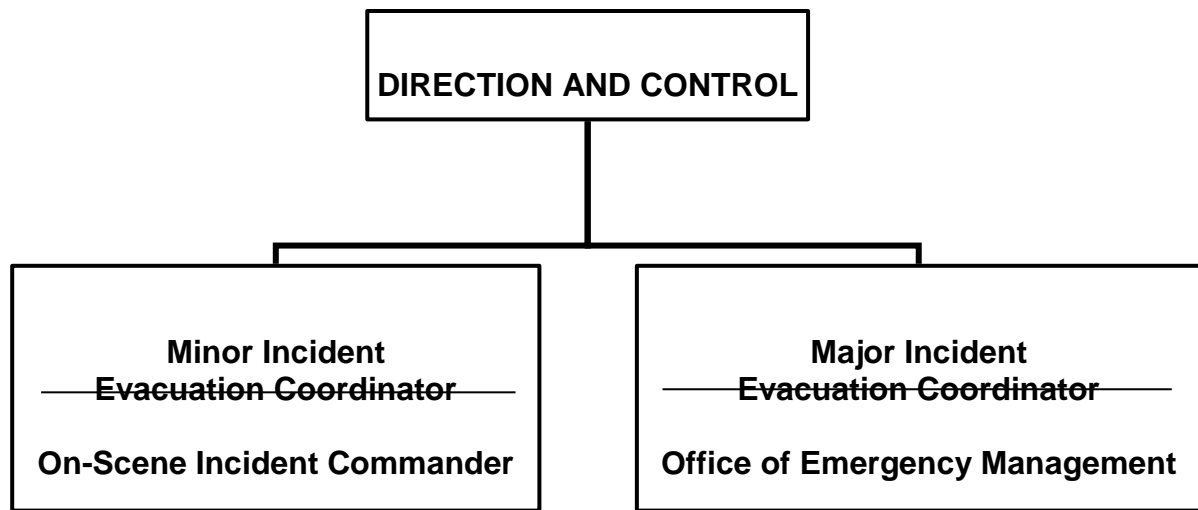 DIRECTION AND CONTROL
Minor Incident
Evacuation Coordinator
On-Scene Incident Commander
Major Incident
Evacuation Coordinator
Office of Emergency Management